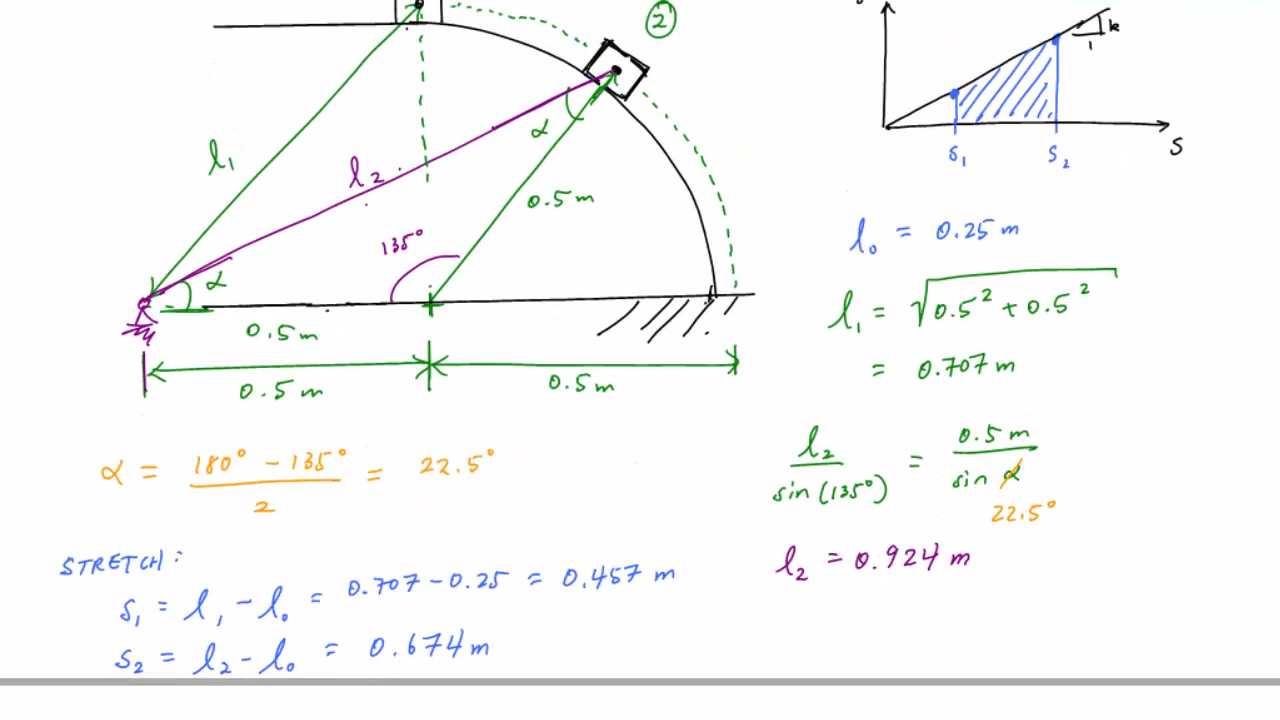 2
l₁
l₂
α
0.5 m
135°
α
0.5 m
0.5 m
0.5 m
k
1
s₁
s₂
S
l₀ = 0.25 m
l₁ = √0.5² + 0.5²
= 0.707 m
l₂ / sin (135°) = 0.5 m / sin α
22.5°
l₂ = 0.924 m
α = 180° - 135° / 2 = 22.5°
STRETCH:
s₁ = l₁ - l₀ = 0.707 - 0.25 = 0.457 m
s₂ = l₂ - l₀ = 0.674 m